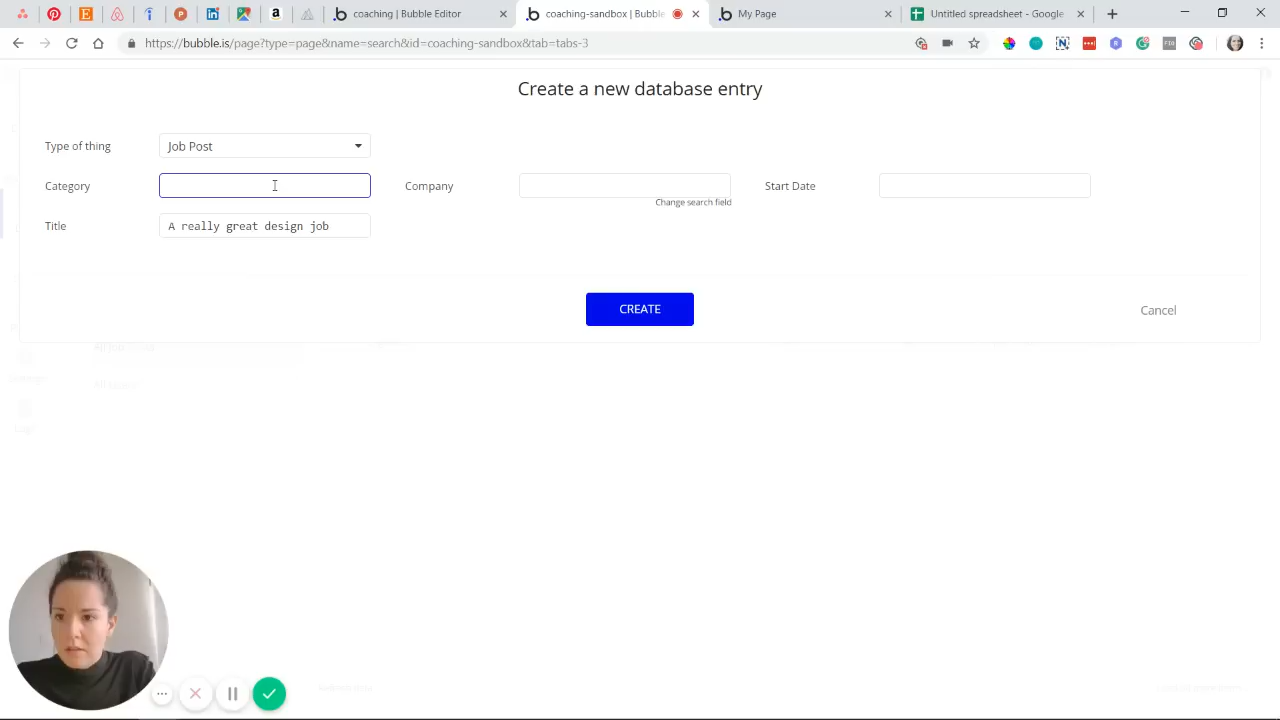 coaching | Bubble Editor
coaching-sandbox | Bubble
My Page
Untitled spreadsheet - Google
https://bubble.is/page?type=page&name=search&id=coaching-sandbox&tab=tabs-3
Create a new database entry
Type of thing
Job Post
Category
Company
Start Date
Change search field
Title
A really great design job
CREATE
Cancel